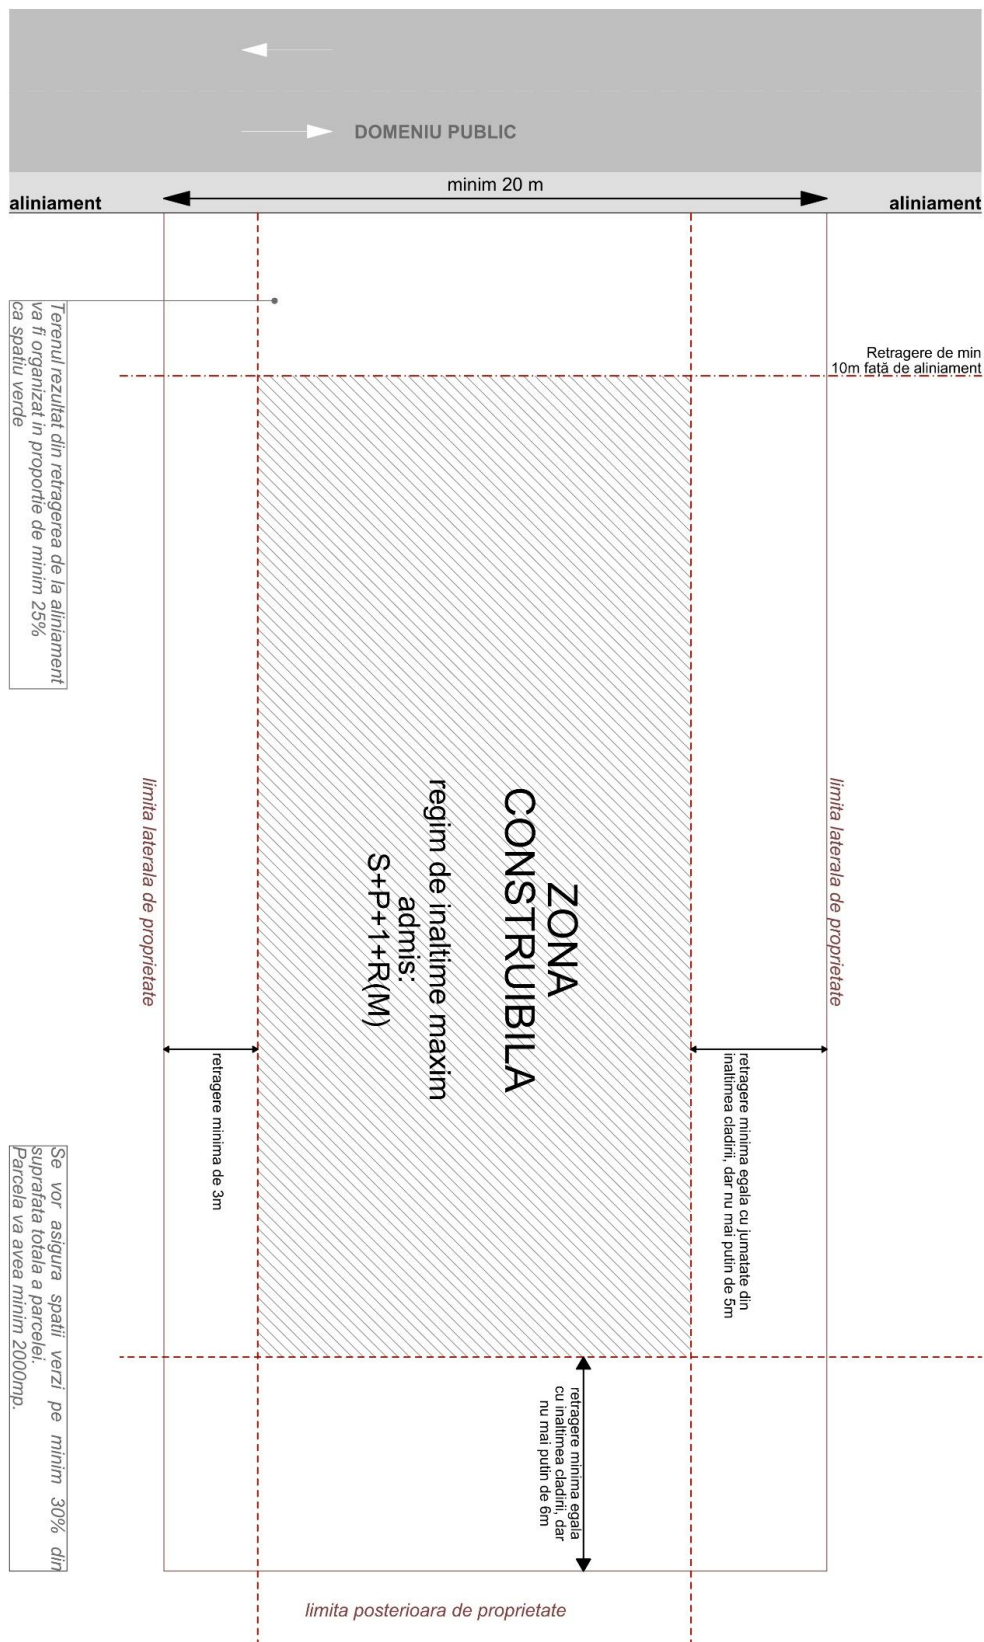 DOMENIU PUBLIC
minim 20 m
aliniament
aliniament
Retragere de min
10m față de aliniament
Terenul rezultat din retragerea de la aliniament
va fi organizat in proportie de minim 25%
ca spatiu verde
limita laterala de proprietate
limita laterala de proprietate
ZONA
CONSTRUIBILA
regim de inaltime maxim
admis:
S+P+1+R(M)
retragere minima de 3m
retragere minima egala cu jumatate din
inaltimea cladirii, dar nu mai putin de 5m
Se vor asigura spatii verzi pe minim 30% din
suprafata totala a parcelei.
Parcela va avea minim 2000mp.
retragere minima egala
cu inaltimea cladirii, dar
nu mai putin de 6m
limita posterioara de proprietate